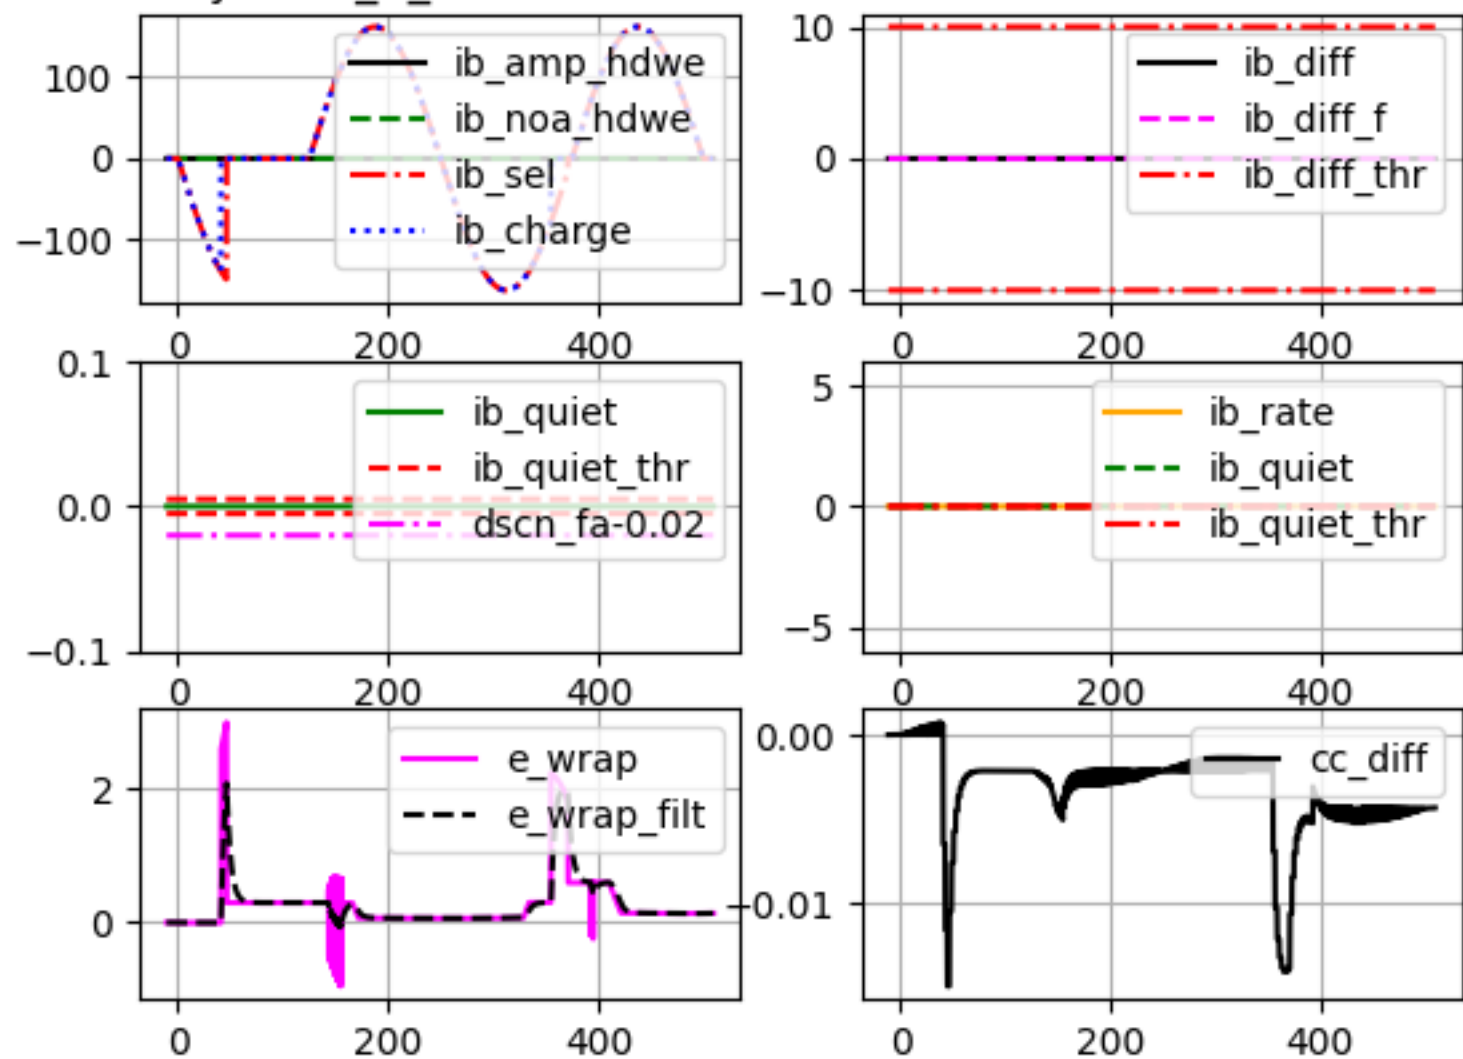 100
0
−100
ib_amp_hdwe
ib_noa_hdwe
ib_sel
ib_charge
0 200 400
10
0
−10
ib_diff
ib_diff_f
ib_diff_thr
0 200 400
0.1
0.0
−0.1
ib_quiet
ib_quiet_thr
dscn_fa-0.02
0 200 400
5
0
−5
ib_rate
ib_quiet
ib_quiet_thr
0 200 400
2
0
e_wrap
e_wrap_filt
0 200 400
0.00
−0.01
cc_diff
0 200 400